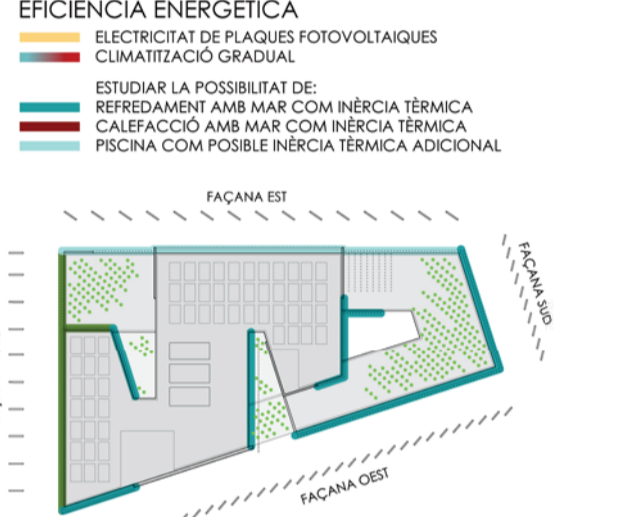 EFICIÈNCIA ENERGÈTICA
ELECTRICITAT DE PLAQUES FOTOVOLTAIQUES
CLIMATITZACIÓ GRADUAL
ESTUDIAR LA POSSIBILITAT DE:
REFREDAMENT AMB MAR COM INÈRCIA TÈRMICA
CALEFACCIÓ AMB MAR COM INÈRCIA TÈRMICA
PISCINA COM POSIBLE INÈRCIA TÈRMICA ADICIONAL
FAÇANA EST
FAÇANA SUD
FAÇANA OEST